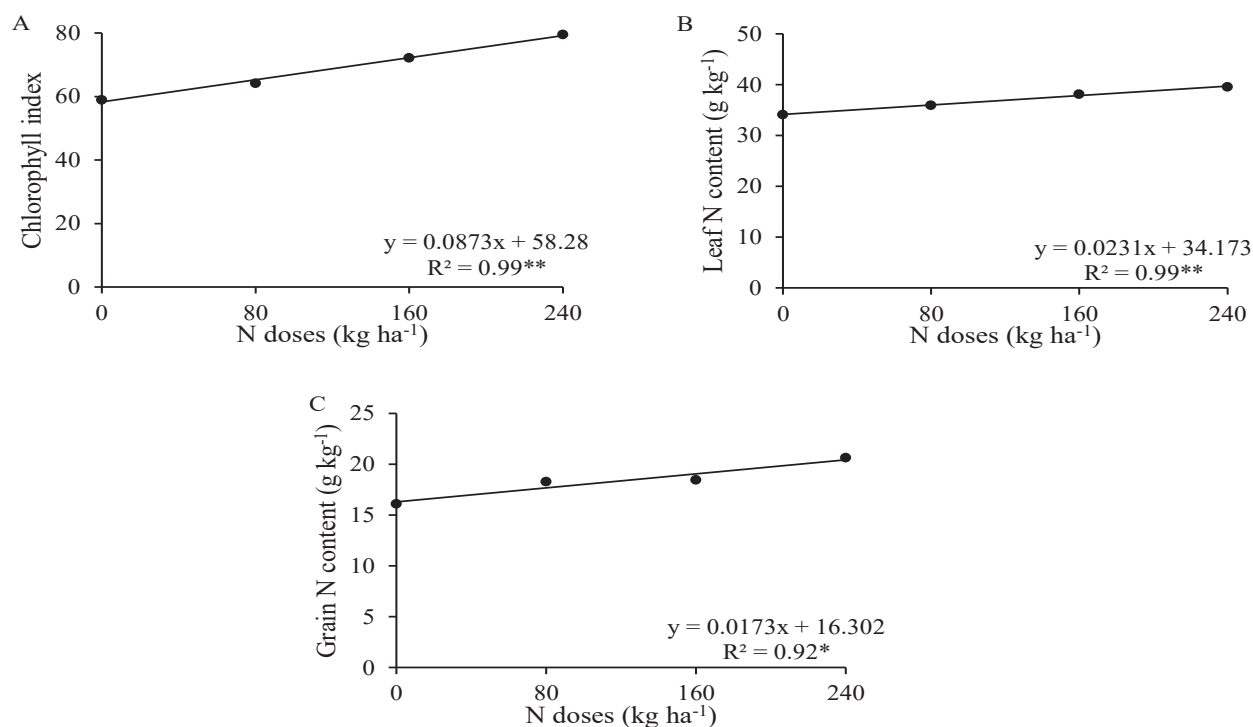 A
Chlorophyll index
80
60
40
20
0
y = 0.0873x + 58.28
R² = 0.99**
0 80 160 240
N doses (kg ha⁻¹)
B
Leaf N content (g kg⁻¹)
50
40
30
20
10
0
y = 0.0231x + 34.173
R² = 0.99**
0 80 160 240
N doses (kg ha⁻¹)
C
Grain N content (g kg⁻¹)
25
20
15
10
5
0
y = 0.0173x + 16.302
R² = 0.92*
0 80 160 240
N doses (kg ha⁻¹)